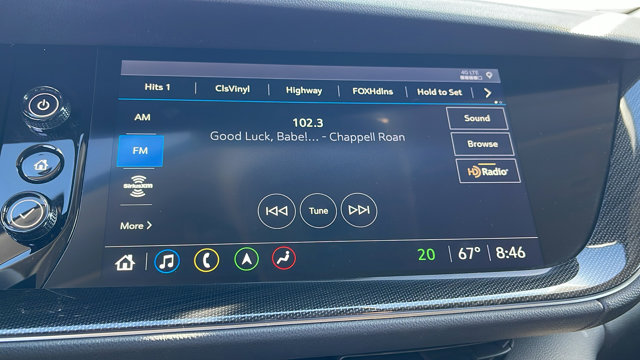 4G LTE
Hits 1 ClsVinyl Highway FOXHdlns Hold to Set
AM
102.3
Sound
Good Luck, Babe!... - Chappell Roan
FM
Browse
HD Radio
SiriusXM
Tune
More
20 67° 8:46